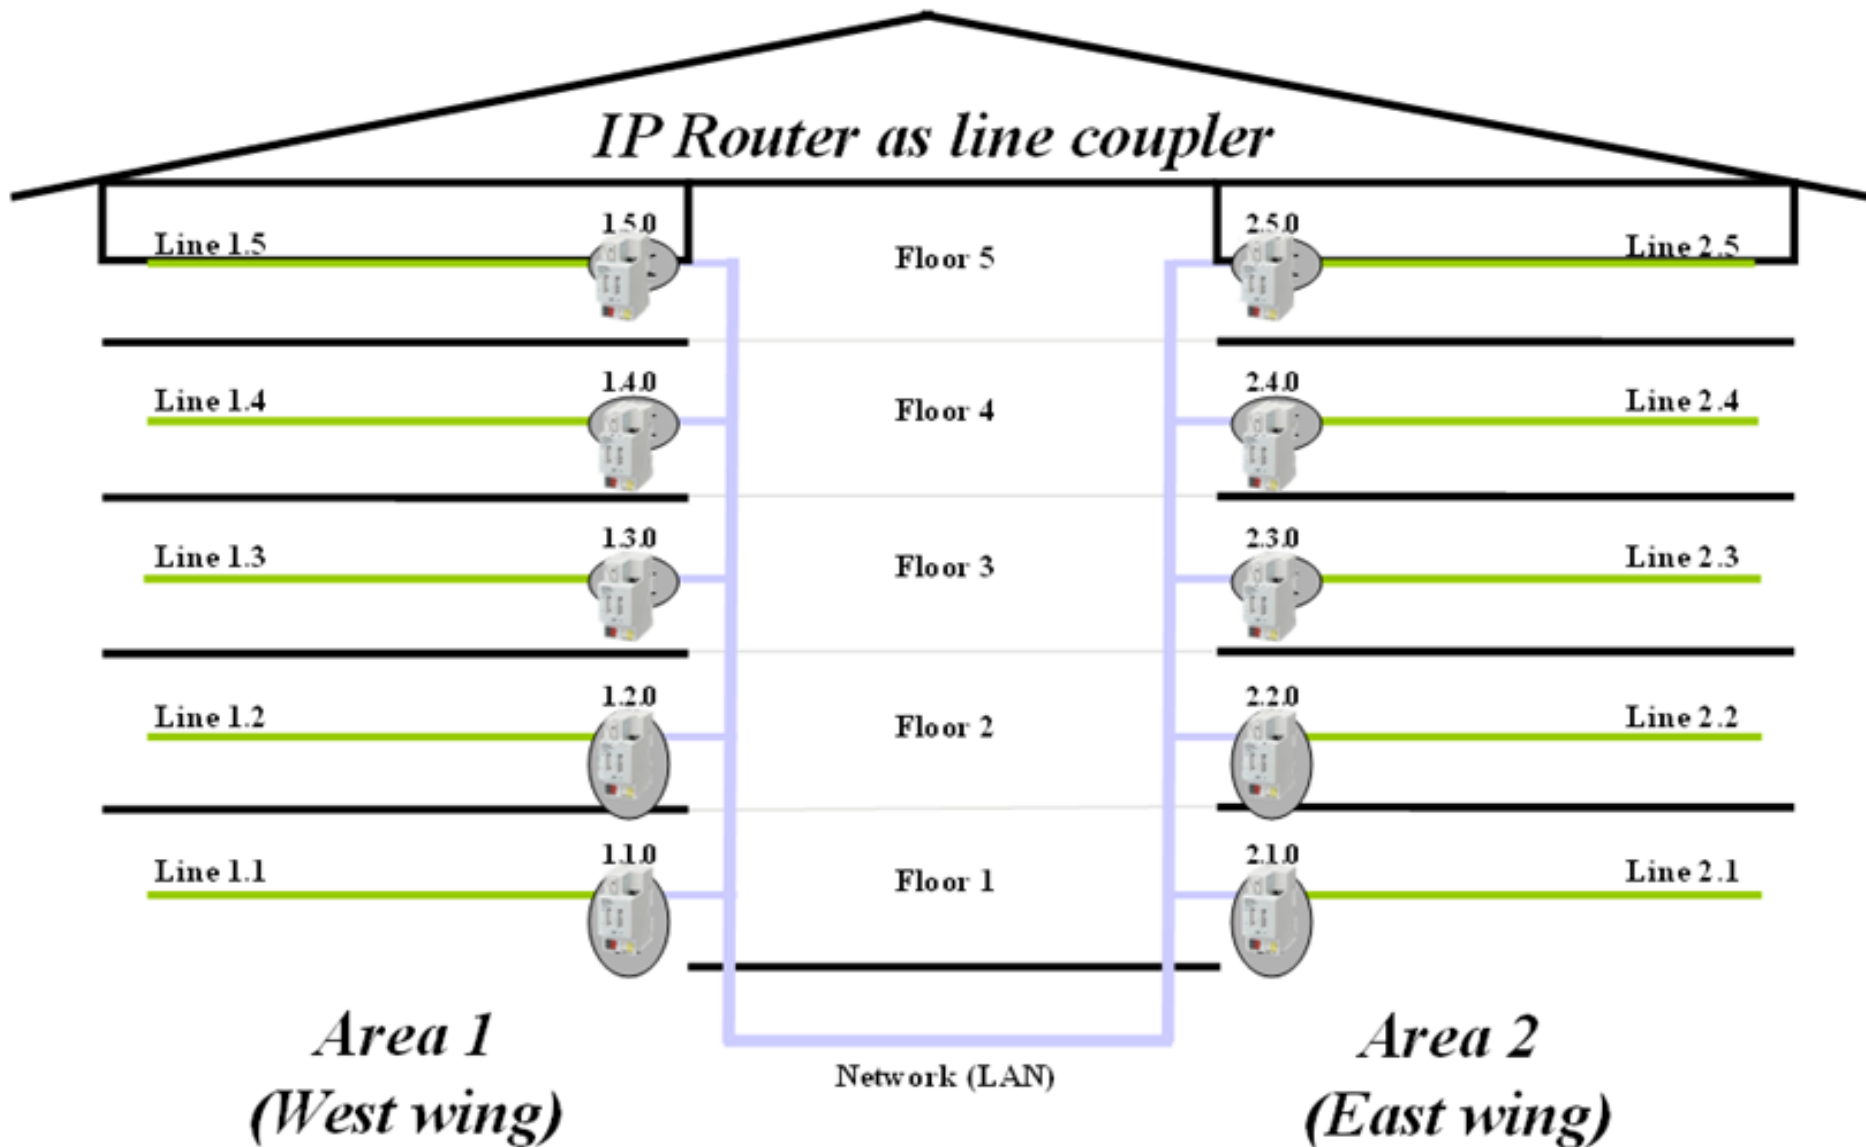 IP Router as line coupler
1.5.0
2.5.0
Line 1.5
Floor 5
Line 2.5
1.4.0
2.4.0
Line 1.4
Floor 4
Line 2.4
1.3.0
2.3.0
Line 1.3
Floor 3
Line 2.3
1.2.0
2.2.0
Line 1.2
Floor 2
Line 2.2
1.1.0
2.1.0
Line 1.1
Floor 1
Line 2.1
Area 1
(West wing)
Network (LAN)
Area 2
(East wing)